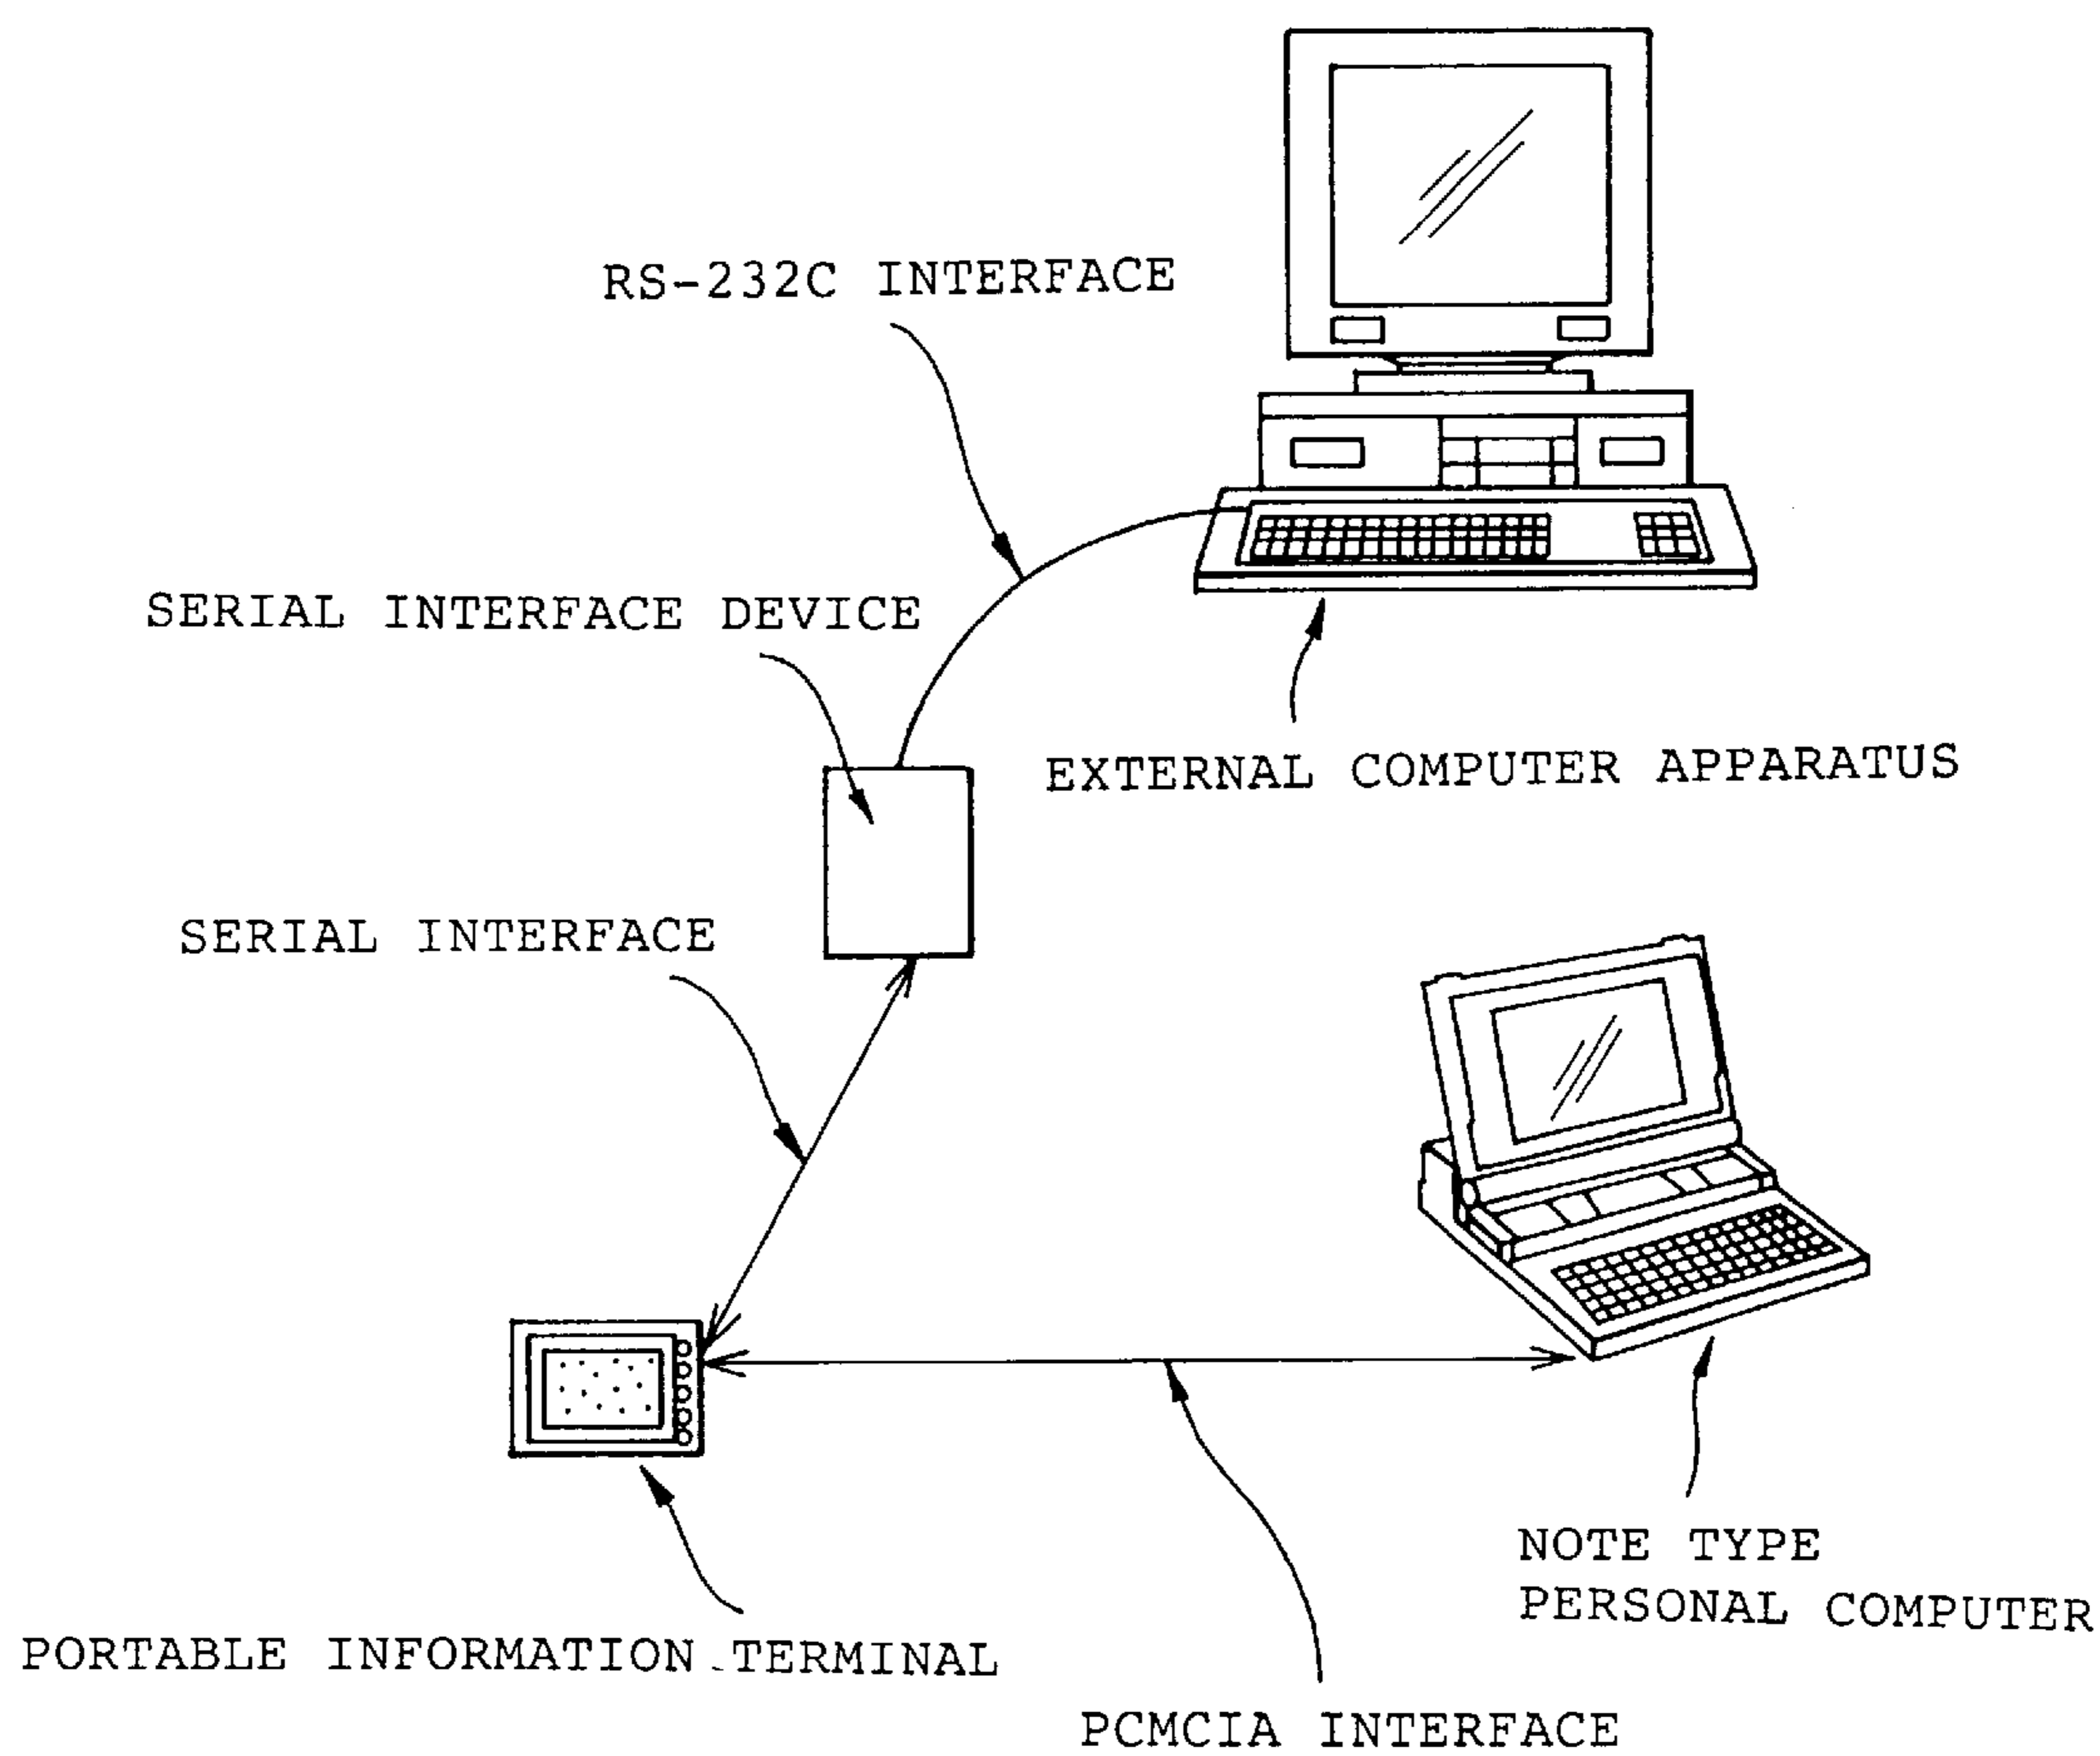 RS-232C INTERFACE
SERIAL INTERFACE DEVICE
EXTERNAL COMPUTER APPARATUS
SERIAL INTERFACE
NOTE TYPE
PERSONAL COMPUTER
PORTABLE INFORMATION TERMINAL
PCMCIA INTERFACE